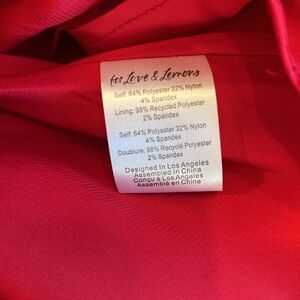 for Love & Lemons
Self: 64% Polyester 32% Nylon
4% Spandex
Lining: 98% Recycled Polyester
2% Spandex
Self: 64% Polyester 32% Nylon
4% Spandex
Doublure: 98% Recyclé Polyester
2% Spandex
Designed In Los Angeles
Assembled In China
Conçu à Los Angeles
Assemblé en Chine